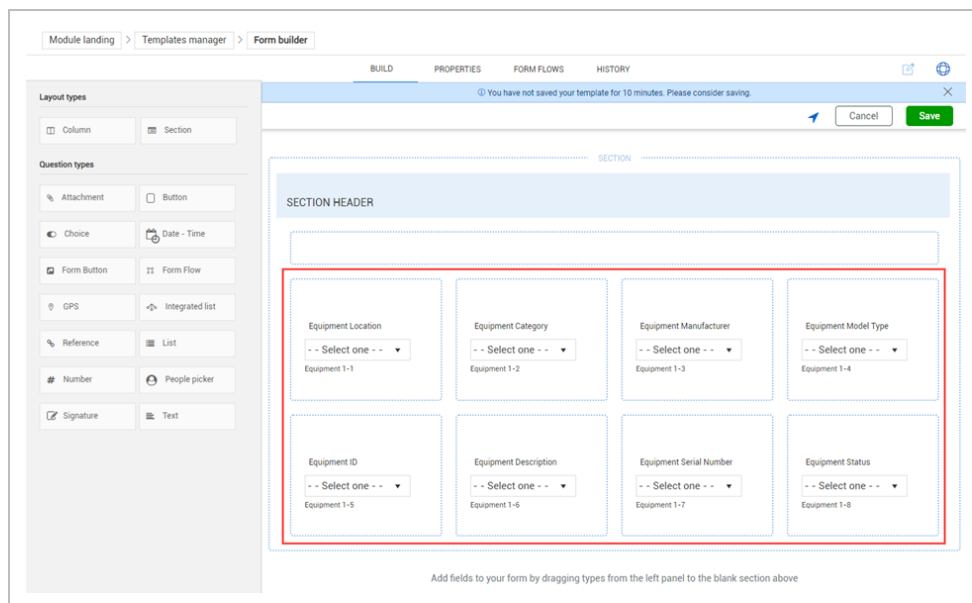 Module landing > Templates manager > Form builder
BUILD PROPERTIES FORM FLOWS HISTORY
You have not saved your template for 10 minutes. Please consider saving.
Cancel Save
Layout types
Column Section
Question types
Attachment Button
Choice Date - Time
Form Button Form Flow
GPS Integrated list
Reference List
Number People picker
Signature Text
SECTION
SECTION HEADER
Equipment Location Equipment Category Equipment Manufacturer Equipment Model Type
- - Select one - - - - Select one - - - - Select one - - - - Select one - -
Equipment 1-1 Equipment 1-2 Equipment 1-3 Equipment 1-4
Equipment ID Equipment Description Equipment Serial Number Equipment Status
- - Select one - - - - Select one - - - - Select one - - - - Select one - -
Equipment 1-5 Equipment 1-6 Equipment 1-7 Equipment 1-8
Add fields to your form by dragging types from the left panel to the blank section above